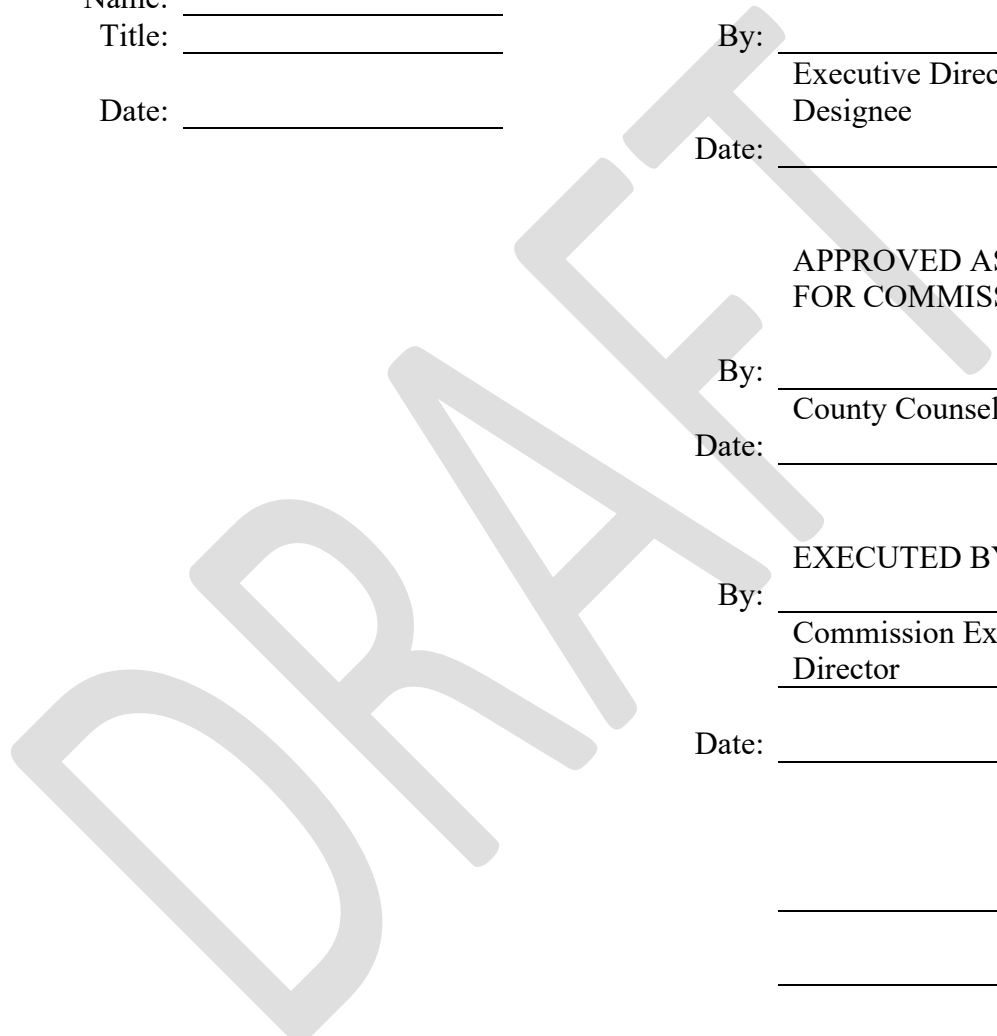 Name:
Title:
Date:
By:
Executive Direc
Designee
Date:
APPROVED AS
FOR COMMISS
By:
County Counsel
Date:
EXECUTED BY
By:
Commission Ex
Director
Date:
DRAFT